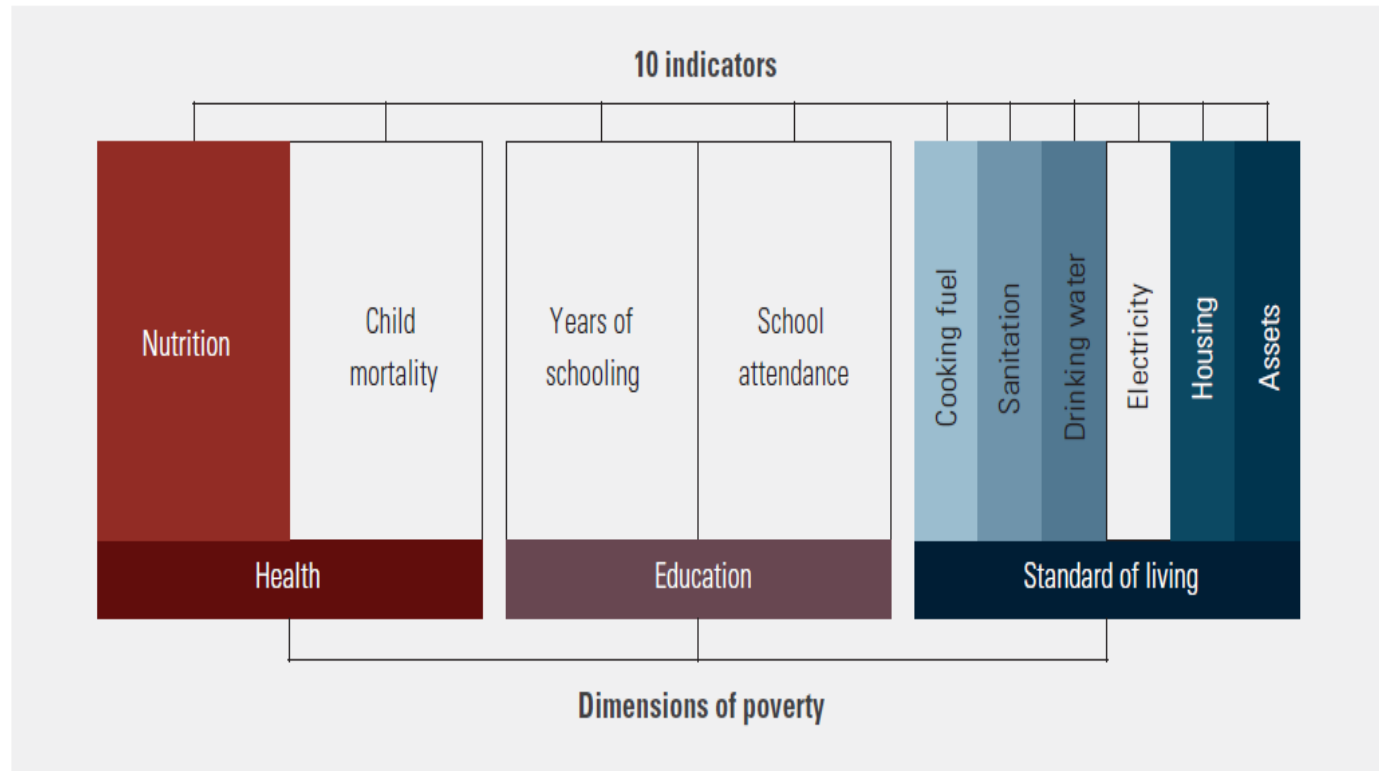 10 indicators
Nutrition
Child
mortality
Years of
schooling
School
attendance
Cooking fuel
Sanitation
Drinking water
Electricity
Housing
Assets
Health
Education
Standard of living
Dimensions of poverty